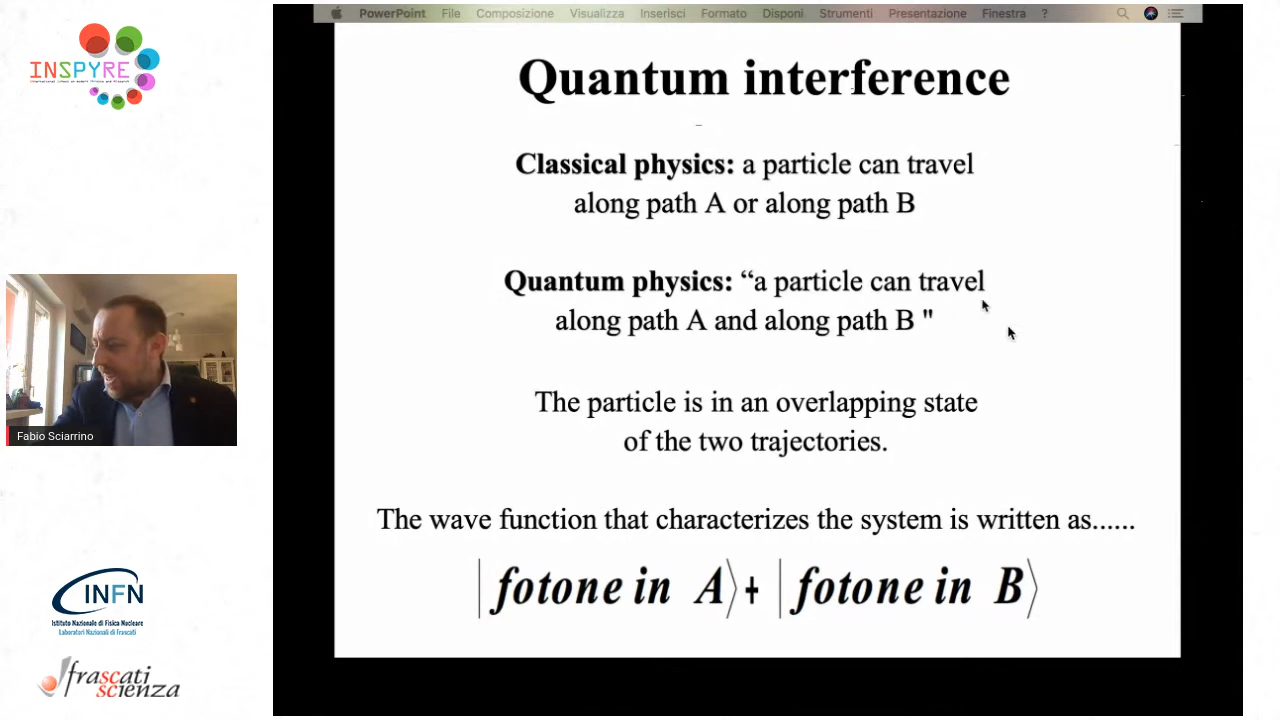 PowerPoint File Composizione Visualizza Inserisci Formato Disponi Strumenti Presentazione Finestra ?
INSPYRE
Quantum interference
Classical physics: a particle can travel
along path A or along path B
Quantum physics: “a particle can travel
along path A and along path B "
The particle is in an overlapping state
of the two trajectories.
The wave function that characterizes the system is written as......
| fotone in A⟩ + | fotone in B⟩
Fabio Sciarrino
INFN
Istituto Nazionale di Fisica Nucleare
Laboratori Nazionali di Frascati
frascati
scienza